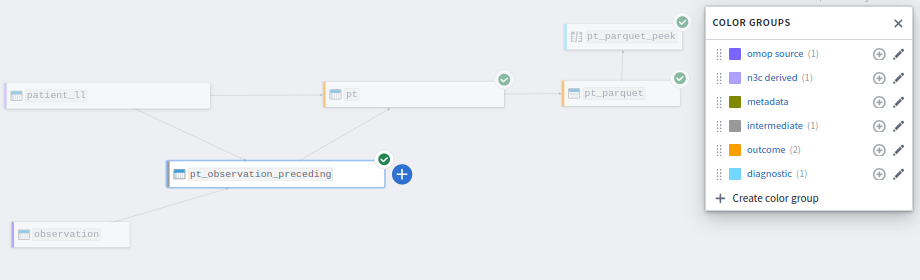 pt_parquet_peek
patient_ll
pt
pt_parquet
pt_observation_preceding
observation
COLOR GROUPS
omop source (1)
n3c derived (1)
metadata
intermediate (1)
outcome (2)
diagnostic (1)
Create color group